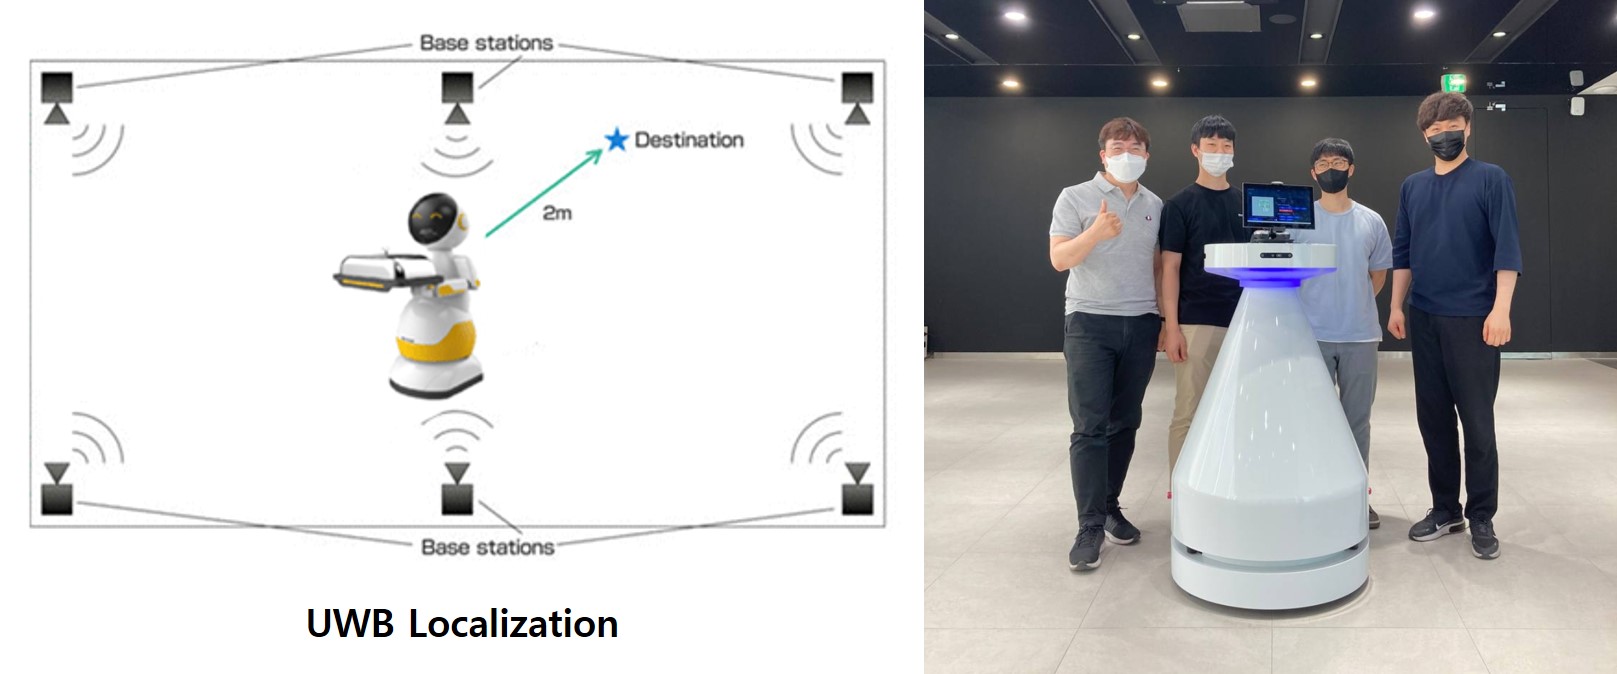 Base stations
Destination
2m
Base stations
UWB Localization